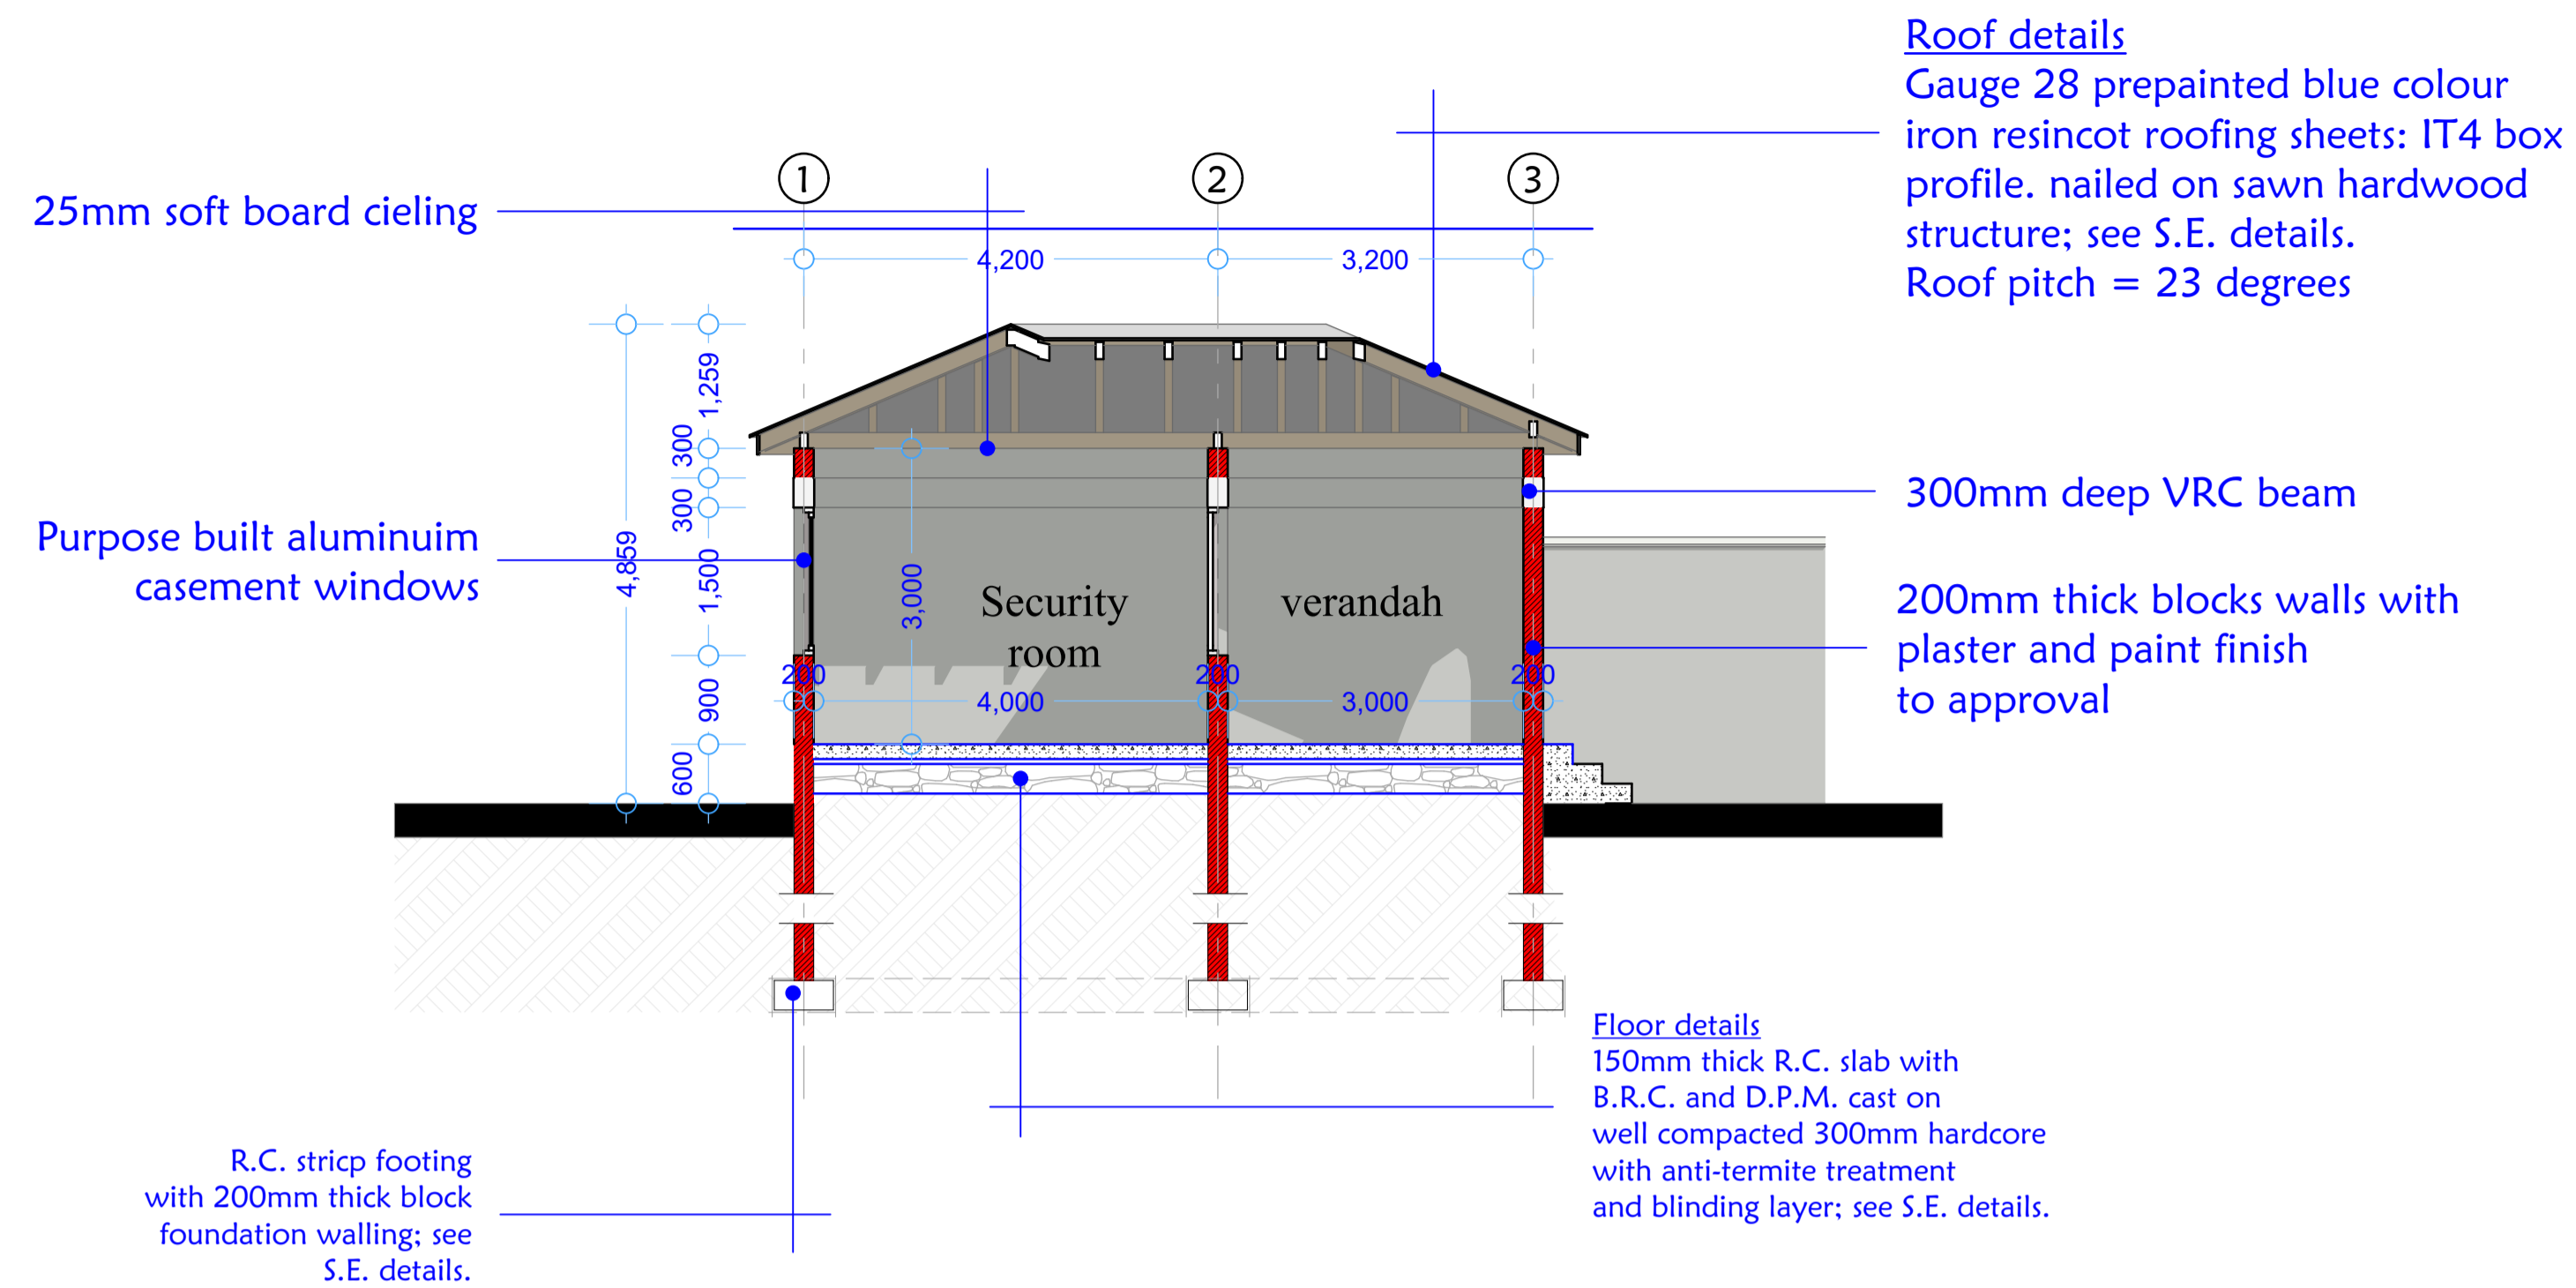 Roof details
Gauge 28 prepainted blue colour
iron resincot roofing sheets: IT4 box
profile. nailed on sawn hardwood
structure; see S.E. details.
Roof pitch = 23 degrees
1
2
3
25mm soft board cieling
4,200
3,200
1,259
300
300
4,859
1,500
900
600
3,000
Purpose built aluminuim
casement windows
300mm deep VRC beam
Security
room
verandah
200mm thick blocks walls with
plaster and paint finish
to approval
200
200
200
4,000
3,000
Floor details
150mm thick R.C. slab with
B.R.C. and D.P.M. cast on
well compacted 300mm hardcore
with anti-termite treatment
and blinding layer; see S.E. details.
R.C. stricp footing
with 200mm thick block
foundation walling; see
S.E. details.